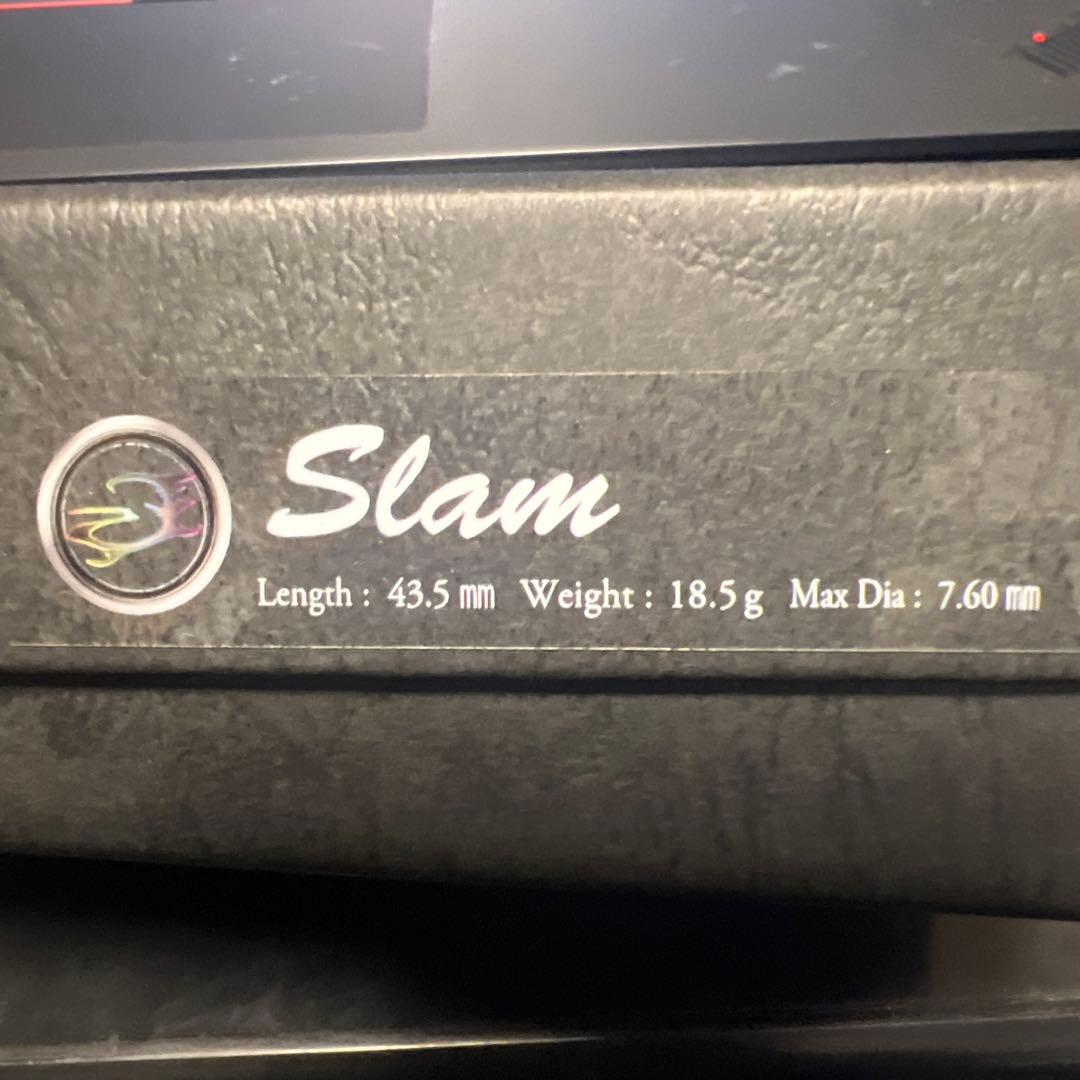 Slam
Length : 43.5 ㎜ Weight : 18.5 g Max Dia : 7.60 ㎜